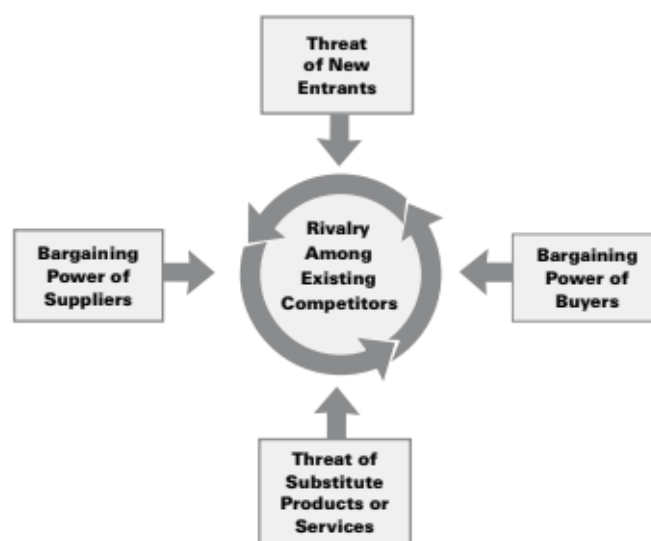 Threat
of New
Entrants
Bargaining
Power of
Suppliers
Rivalry
Among
Existing
Competitors
Bargaining
Power of
Buyers
Threat of
Substitute
Products or
Services